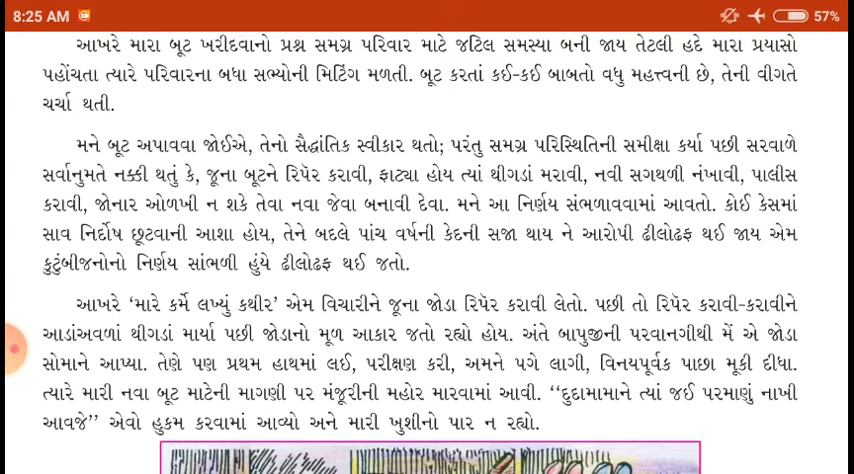 8:25 AM
57%
આખરે મારા બૂટ ખરીદવાનો પ્રશ્ન સમગ્ર પરિવાર માટે જટિલ સમસ્યા બની જાય તેટલી હદે મારા પ્રયાસો
પહોંચતા ત્યારે પરિવારના બધા સભ્યોની મિટિંગ મળતી. બૂટ કરતાં કઈ-કઈ બાબતો વધુ મહત્ત્વની છે, તેની વીગતે
ચર્ચા થતી.
મને બૂટ અપાવવા જોઈએ, તેનો સૈદ્ધાંતિક સ્વીકાર થતો; પરંતુ સમગ્ર પરિસ્થિતિની સમીક્ષા કર્યા પછી સરવાળે
સર્વાનુમતે નક્કી થતું કે, જૂના બૂટને રિપૅર કરાવી, ફાટ્યા હોય ત્યાં થીગડાં મરાવી, નવી સગથળી નંખાવી, પાલીસ
કરાવી, જોનાર ઓળખી ન શકે તેવા નવા જેવા બનાવી દેવા. મને આ નિર્ણય સંભળાવવામાં આવતો. કોઈ કેસમાં
સાવ નિર્દોષ છૂટવાની આશા હોય, તેને બદલે પાંચ વર્ષની કેદની સજા થાય ને આરોપી ઢીલોઢફ થઈ જાય એમ
કુટુંબીજનોનો નિર્ણય સાંભળી હુંયે ઢીલોઢફ થઈ જતો.
આખરે ‘મારે કર્મે લખ્યું કથીર’ એમ વિચારીને જૂના જોડા રિપૅર કરાવી લેતો. પછી તો રિપૅર કરાવી-કરાવીને
આડાંઅવળાં થીગડાં માર્યા પછી જોડાનો મૂળ આકાર જતો રહ્યો હોય. અંતે બાપુજીની પરવાનગીથી મેં એ જોડા
સોમાને આપ્યા. તેણે પણ પ્રથમ હાથમાં લઈ, પરીક્ષણ કરી, અમને પગે લાગી, વિનયપૂર્વક પાછા મૂકી દીધા.
ત્યારે મારી નવા બૂટ માટેની માગણી પર મંજૂરીની મહોર મારવામાં આવી. ‘‘દુદામામાને ત્યાં જઈ પરમાણું નાખી
આવજે’’ એવો હુકમ કરવામાં આવ્યો અને મારી ખુશીનો પાર ન રહ્યો.